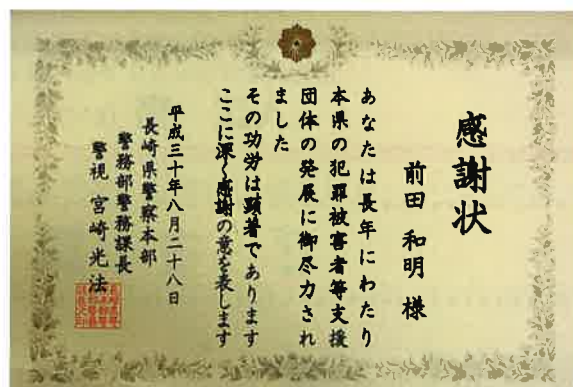 感謝状
前田 和明 様
あなたは長年にわたり
本県の犯罪被害者等支援
団体の発展に御尽力され
ました
その功労は顕著であります
ここに深く感謝の意を表します
平成三十年八月二十八日
長崎県警察本部
警務部警務課長
警視 宮崎光法